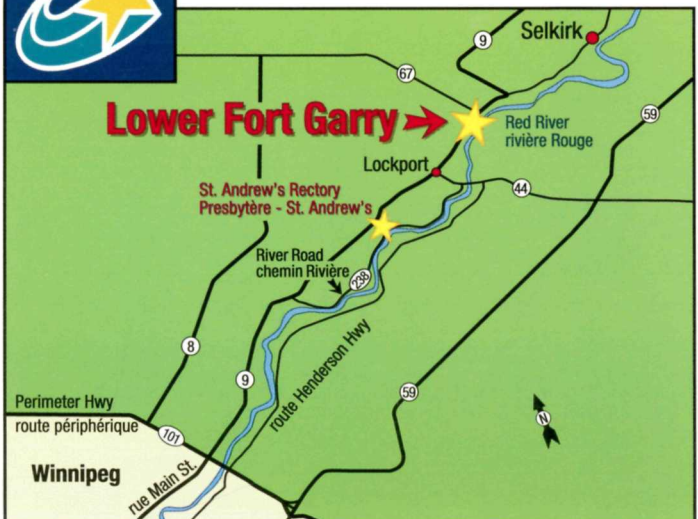 Selkirk
9
67
59
Lower Fort Garry
Red River
rivière Rouge
Lockport
44
St. Andrew's Rectory
Presbytère - St. Andrew's
River Road
chemin Rivière
238
8
9
route Henderson Hwy
59
Perimeter Hwy
route périphérique
101
N
Winnipeg
rue Main St.